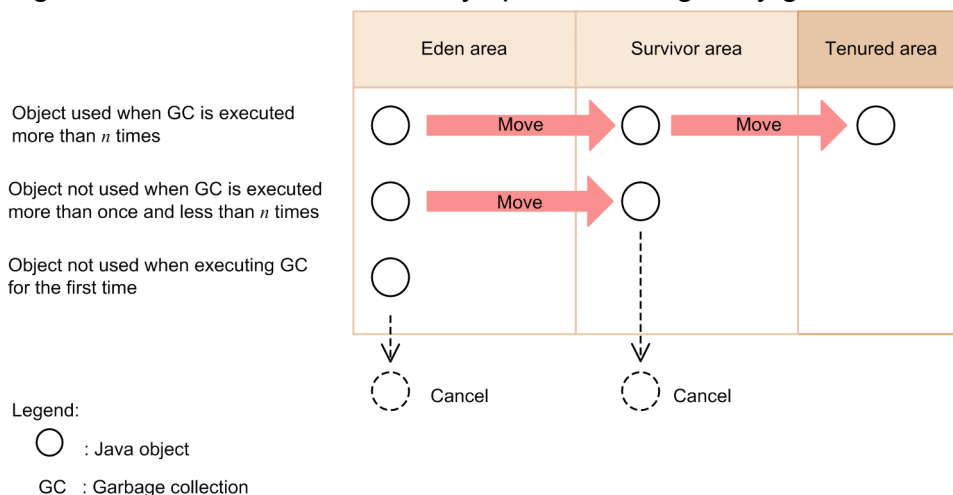 Eden area
Survivor area
Tenured area
Object used when GC is executed
more than n times
Move
Move
Object not used when GC is executed
more than once and less than n times
Move
Object not used when executing GC
for the first time
Cancel
Cancel
Legend:
: Java object
GC : Garbage collection